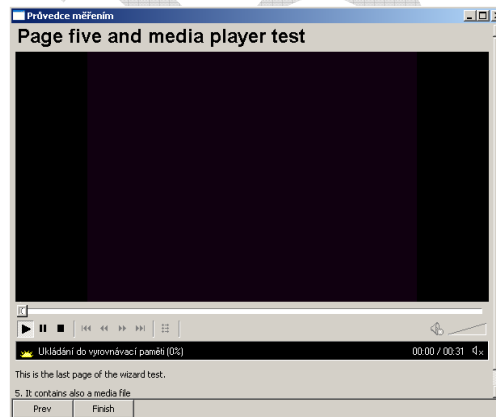 Průvodce měřením
Page five and media player test
Ukládání do vyrovnávací paměti (0%)
00:00 / 00:31
This is the last page of the wizard test.
5. It contains also a media file
Prev
Finish